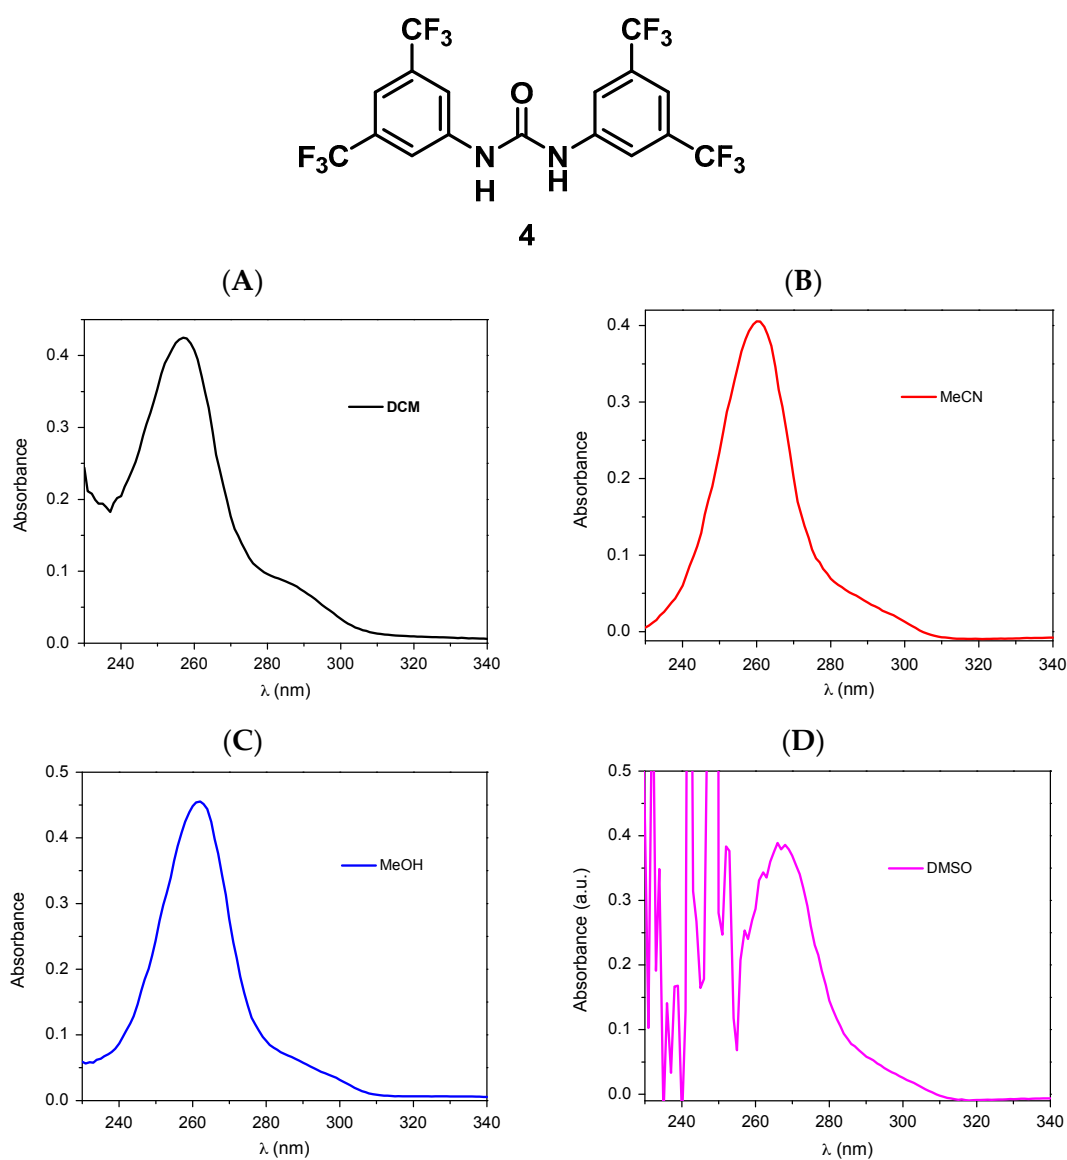 CF3 CF3
O
CF3 N N CF3
H H
4
(A) (B)
0.4
0.3
0.2
0.1
0.0
240 260 280 300 320 340
Absorbance
λ (nm)
DCM
0.4
0.3
0.2
0.1
0.0
240 260 280 300 320 340
Absorbance
λ (nm)
MeCN
(C) (D)
0.5
0.4
0.3
0.2
0.1
0.0
240 260 280 300 320 340
Absorbance
λ (nm)
MeOH
0.5
0.4
0.3
0.2
0.1
0.0
240 260 280 300 320 340
Absorbance (a.u.)
λ (nm)
DMSO